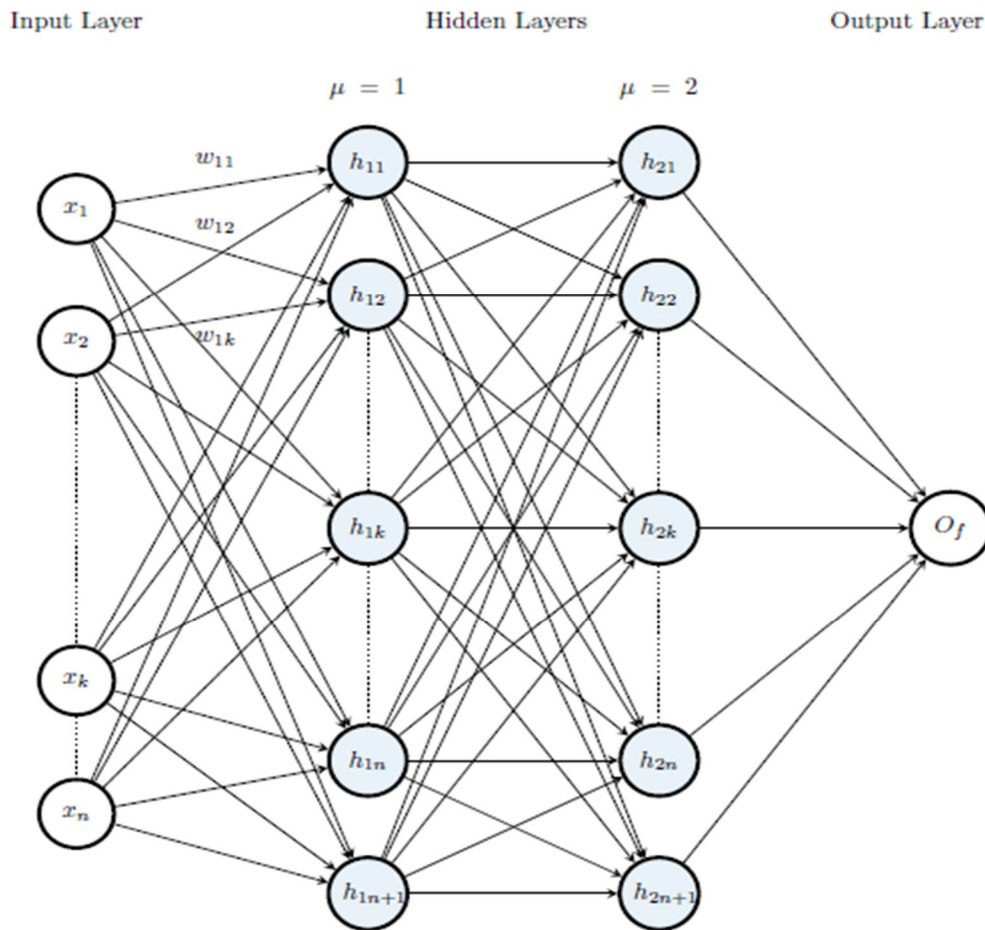 Input Layer
Hidden Layers
Output Layer
μ = 1
μ = 2
w₁₁
w₁₂
w₁ₖ
x₁
x₂
xₖ
xₙ
h₁₁
h₁₂
h₁ₖ
h₁ₙ
h₁ₙ₊₁
h₂₁
h₂₂
h₂ₖ
h₂ₙ
h₂ₙ₊₁
O_f